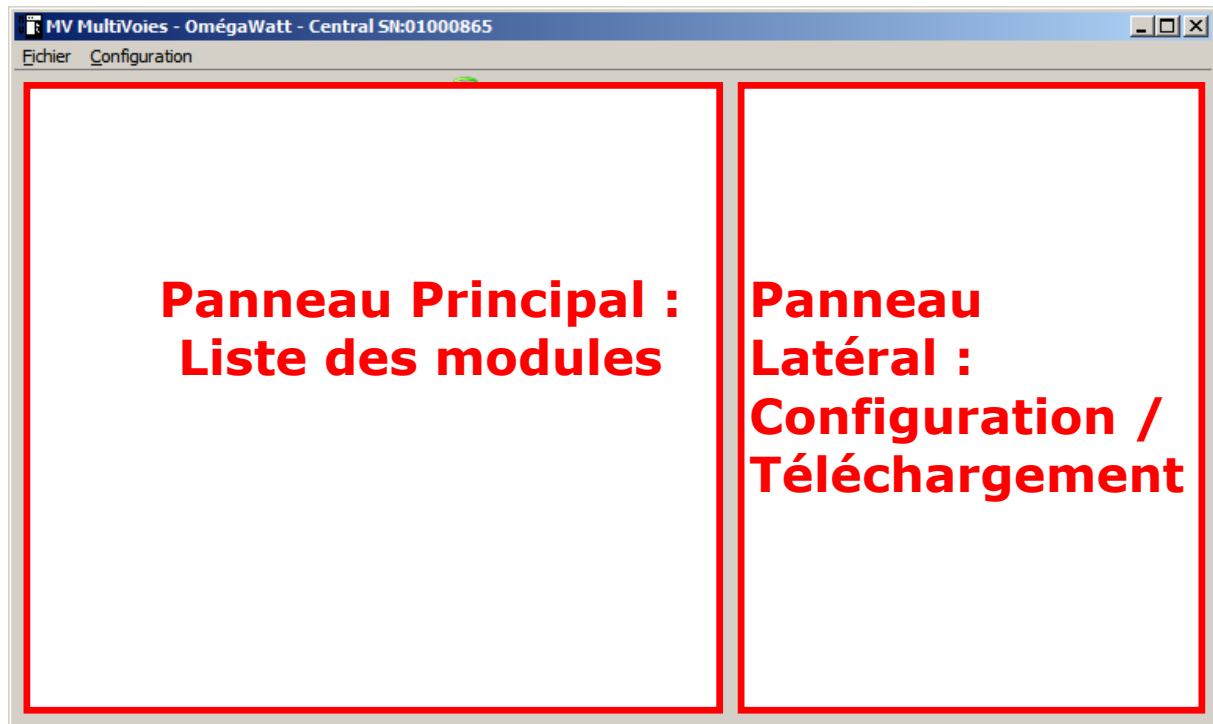 MV MultiVoies - OmégaWatt - Central SN:01000865
Fichier Configuration
Panneau Principal :
Liste des modules
Panneau
Latéral :
Configuration /
Téléchargement